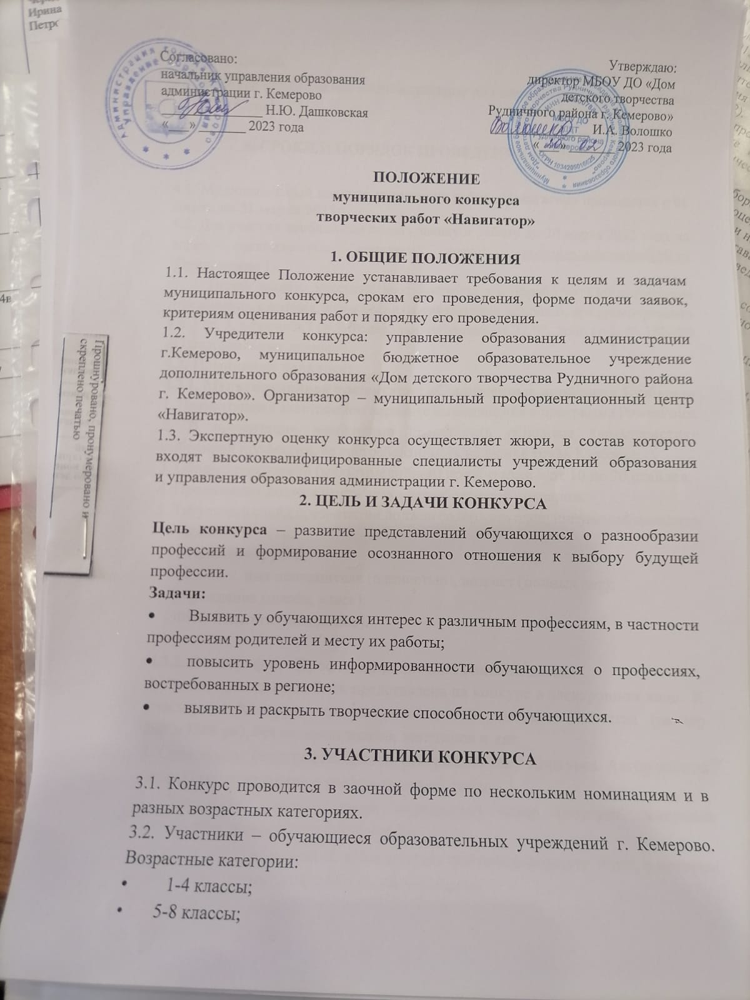 Ирина
Согласовано:
начальник управления образования
администрации г. Кемерово
Н.Ю. Дашковская
«___» _______ 2023 года
Утверждаю:
директор МБОУ ДО «Дом
детского творчества
Рудничного района г. Кемерово»
Волошко И.А. Волошко
2023 года
ПОЛОЖЕНИЕ
муниципального конкурса
творческих работ «Навигатор»
1. ОБЩИЕ ПОЛОЖЕНИЯ
1.1. Настоящее Положение устанавливает требования к целям и задачам
муниципального конкурса, срокам его проведения, форме подачи заявок,
критериям оценивания работ и порядку его проведения.
1.2. Учредители конкурса: управление образования администрации
г.Кемерово, муниципальное бюджетное образовательное учреждение
дополнительного образования «Дом детского творчества Рудничного района
г. Кемерово». Организатор – муниципальный профориентационный центр
«Навигатор».
1.3. Экспертную оценку конкурса осуществляет жюри, в состав которого
входят высококвалифицированные специалисты учреждений образования
и управления образования администрации г. Кемерово.
2. ЦЕЛЬ И ЗАДАЧИ КОНКУРСА
Цель конкурса – развитие представлений обучающихся о разнообразии
профессий и формирование осознанного отношения к выбору будущей
профессии.
Задачи:
• Выявить у обучающихся интерес к различным профессиям, в частности
профессиям родителей и месту их работы;
• повысить уровень информированности обучающихся о профессиях,
востребованных в регионе;
• выявить и раскрыть творческие способности обучающихся.
3. УЧАСТНИКИ КОНКУРСА
3.1. Конкурс проводится в заочной форме по нескольким номинациям и в
разных возрастных категориях.
3.2. Участники – обучающиеся образовательных учреждений г. Кемерово.
Возрастные категории:
• 1-4 классы;
• 5-8 классы;
Прошнуровано, пронумеровано и
скреплено печатью
4в